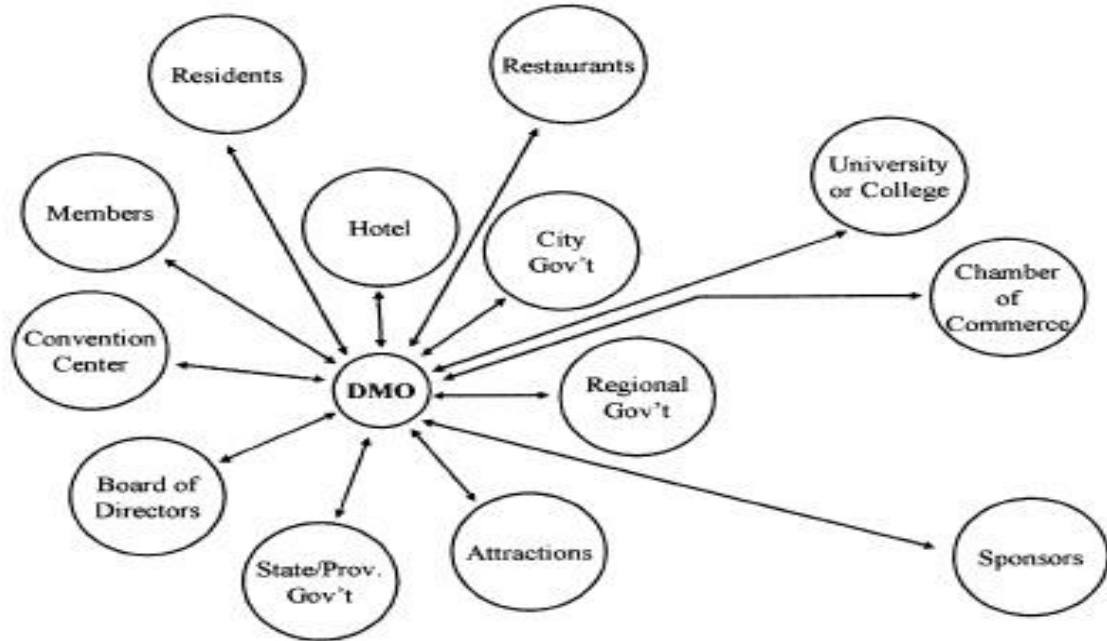 Residents
Restaurants
University
or College
Members
Hotel
City
Gov't
Chamber
of
Commerce
Convention
Center
DMO
Regional
Gov't
Board of
Directors
State/Prov.
Gov't
Attractions
Sponsors